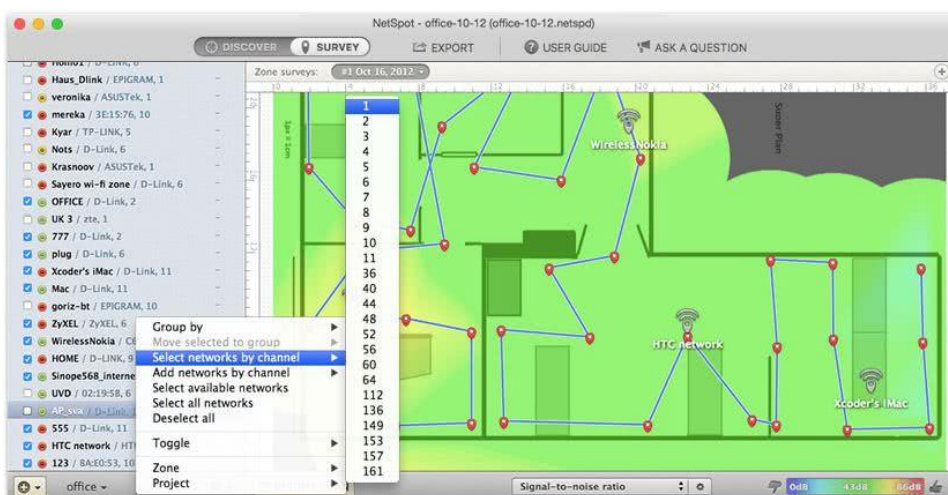 NetSpot - office-10-12 (office-10-12.netspd)
DISCOVER SURVEY EXPORT USER GUIDE ASK A QUESTION
Zone surveys: #1 Oct 16, 2012
Haus_Dlink / EPIGRAM, 1
veronika / ASUSTek, 1
mereka / 3E:15:76, 10
Kyar / TP-LINK, 5
Nots / D-Link, 6
Krasnoov / ASUSTek, 1
Sayero wi-fi zone / D-Link, 6
OFFICE / D-Link, 2
UK 3 / zte, 1
777 / D-Link, 2
plug / D-Link, 6
Xcoder's iMac / D-Link, 11
Mac / D-Link, 11
goriz-bt / EPIGRAM, 10
ZyXEL / ZyXEL, 6
WirelessNokia
HOME / D-LINK, 9
Sinope568_interne
UVD / 02:19:58, 6
AP_sva / D-Link
555 / D-Link, 11
HTC network
123 / 8A:E0:53, 10
office
Group by
Move selected to group
Select networks by channel
Add networks by channel
Select available networks
Select all networks
Deselect all
Toggle
Zone
Project
1
2
3
4
5
6
7
8
9
10
11
36
40
44
48
52
56
60
64
112
136
149
153
157
161
1px = 1cm
WirelessNokia
HTC network
Xcoder's iMac
Signal-to-noise ratio
0dB 43dB 86dB